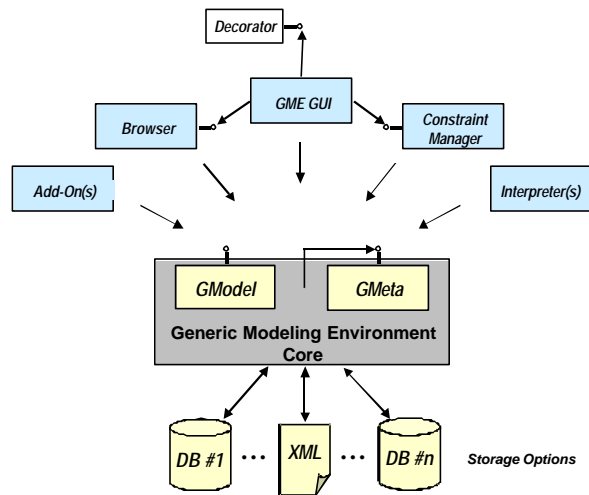 Decorator
GME GUI
Browser
Constraint
Manager
Add-On(s)
Interpreter(s)
GModel
GMeta
Generic Modeling Environment
Core
DB #1
...
XML
...
DB #n
Storage Options